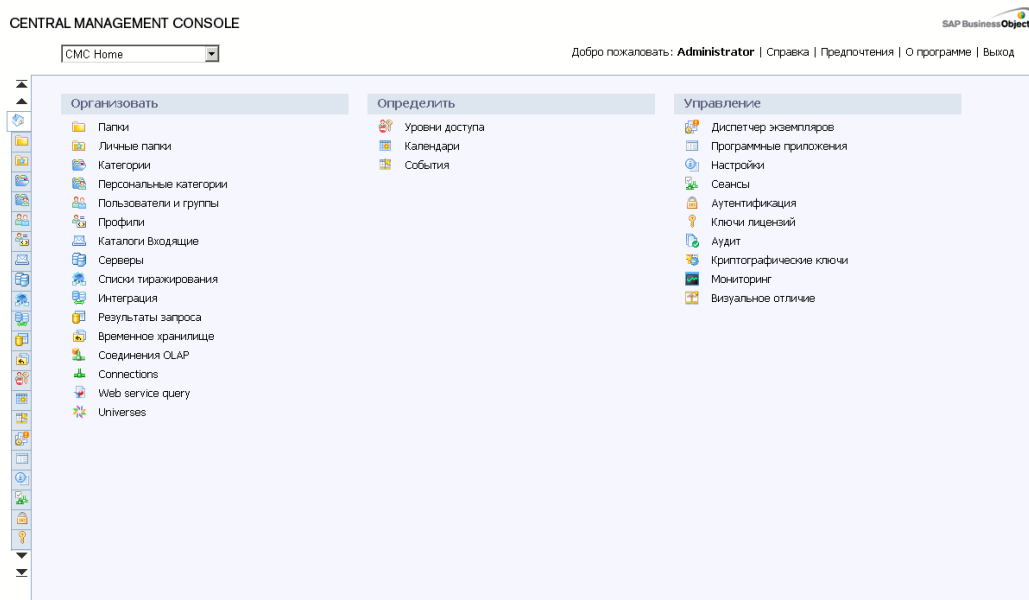 CENTRAL MANAGEMENT CONSOLE
SAP BusinessObject
CMC Home
Добро пожаловать: Administrator | Справка | Предпочтения | О программе | Выход
Организовать
Папки
Личные папки
Категории
Персональные категории
Пользователи и группы
Профили
Каталоги Входящие
Серверы
Списки тиражирования
Интеграция
Результаты запроса
Временное хранилище
Соединения OLAP
Connections
Web service query
Universes
Определить
Уровни доступа
Календари
События
Управление
Диспетчер экземпляров
Программные приложения
Настройки
Сеансы
Аутентификация
Ключи лицензий
Аудит
Криптографические ключи
Мониторинг
Визуальное отличие